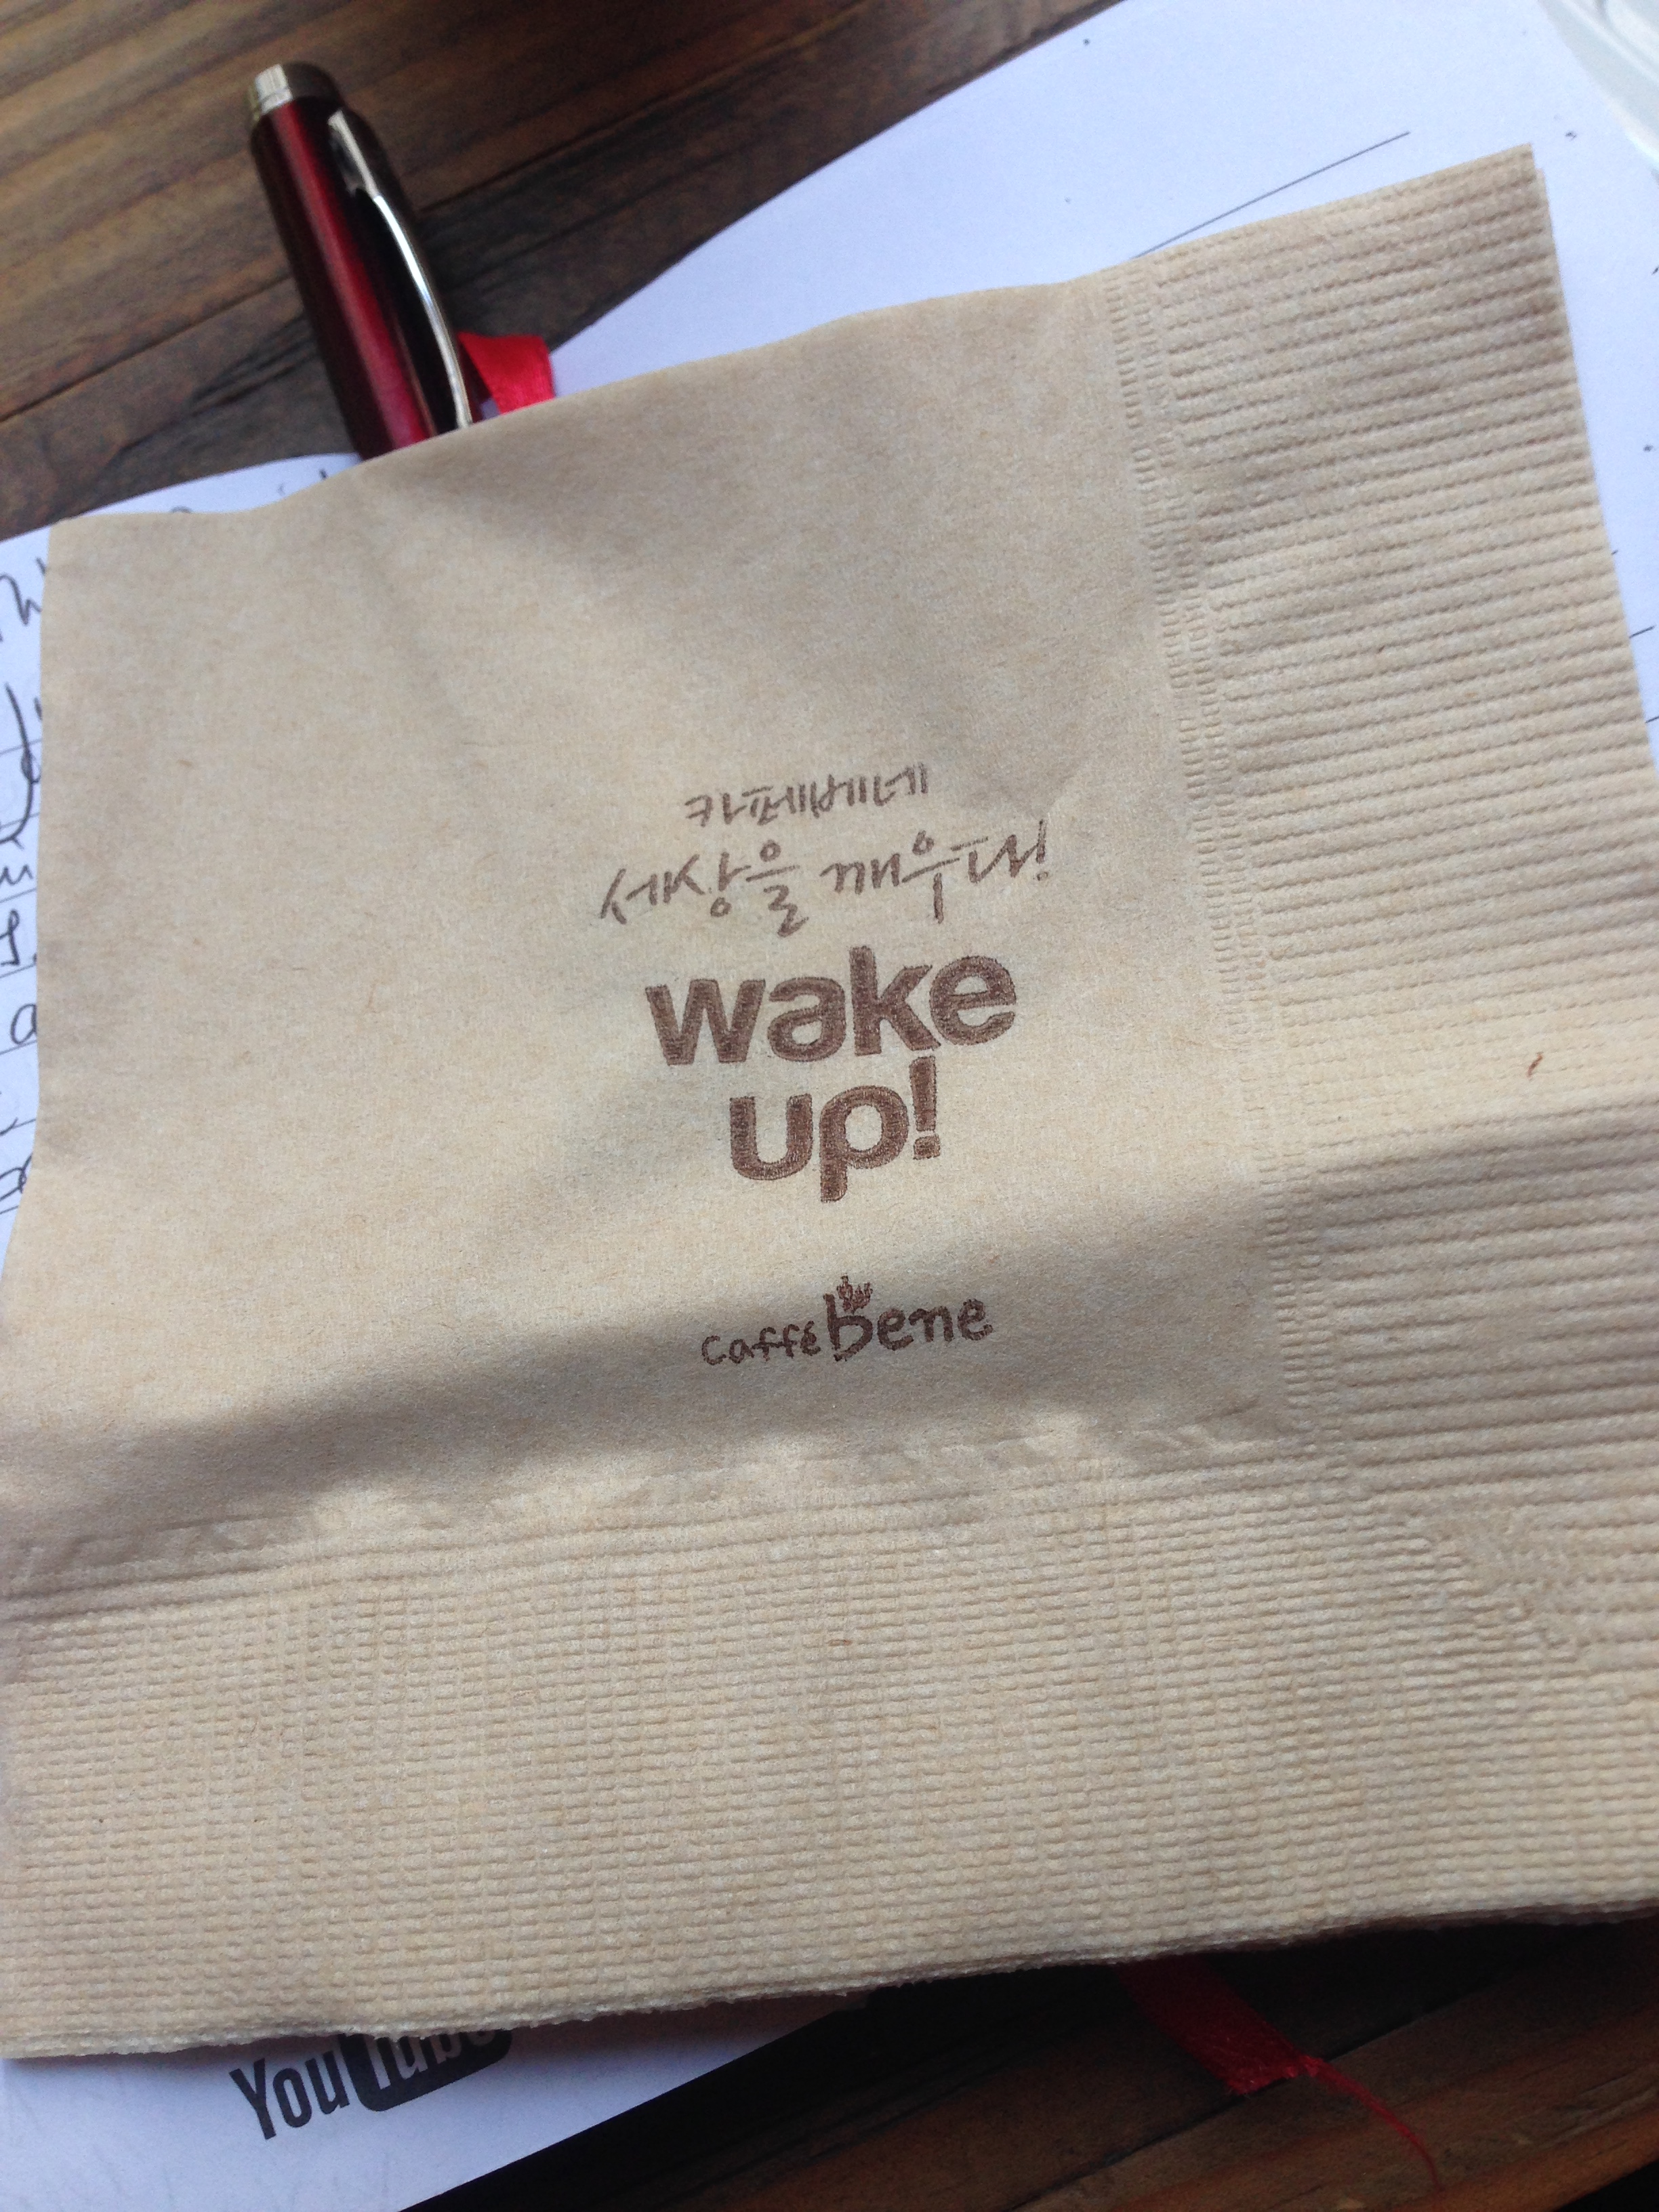 카페베네
세상을 깨우다!
wake
up!
caffé bene
YouTube